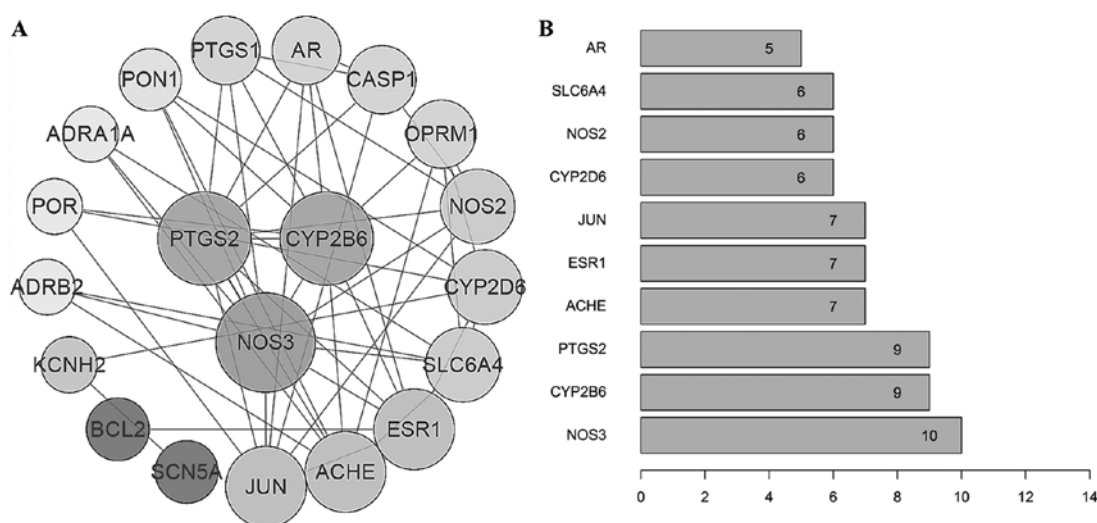 A
PTGS1
AR
PON1
CASP1
ADRA1A
OPRM1
POR
NOS2
PTGS2
CYP2B6
ADRB2
CYP2D6
NOS3
KCNH2
SLC6A4
BCL2
ESR1
SCN5A
JUN
ACHE
B
AR 5
SLC6A4 6
NOS2 6
CYP2D6 6
JUN 7
ESR1 7
ACHE 7
PTGS2 9
CYP2B6 9
NOS3 10
0 2 4 6 8 10 12 14